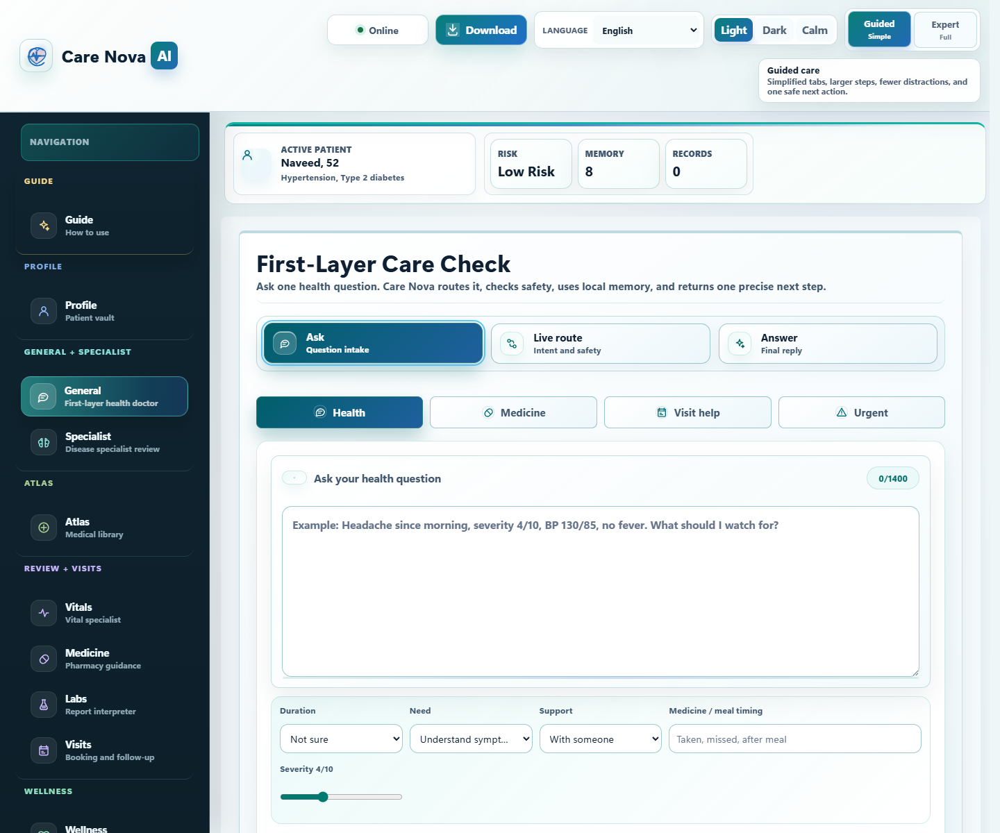 Care Nova AI
Online
Download
LANGUAGE
English
Light
Dark
Calm
Guided
Simple
Expert
Full
Guided care
Simplified tabs, larger steps, fewer distractions, and
one safe next action.
NAVIGATION
GUIDE
Guide
How to use
PROFILE
Profile
Patient vault
GENERAL + SPECIALIST
General
First-layer health doctor
Specialist
Disease specialist review
ATLAS
Atlas
Medical library
REVIEW + VISITS
Vitals
Vital specialist
Medicine
Pharmacy guidance
Labs
Report interpreter
Visits
Booking and follow-up
WELLNESS
Wellness
ACTIVE PATIENT
Naveed, 52
Hypertension, Type 2 diabetes
RISK
Low Risk
MEMORY
8
RECORDS
0
First-Layer Care Check
Ask one health question. Care Nova routes it, checks safety, uses local memory, and returns one precise next step.
Ask
Question intake
Live route
Intent and safety
Answer
Final reply
Health
Medicine
Visit help
Urgent
Ask your health question
0/1400
Example: Headache since morning, severity 4/10, BP 130/85, no fever. What should I watch for?
Duration
Not sure
Need
Understand sympt...
Support
With someone
Medicine / meal timing
Taken, missed, after meal
Severity 4/10